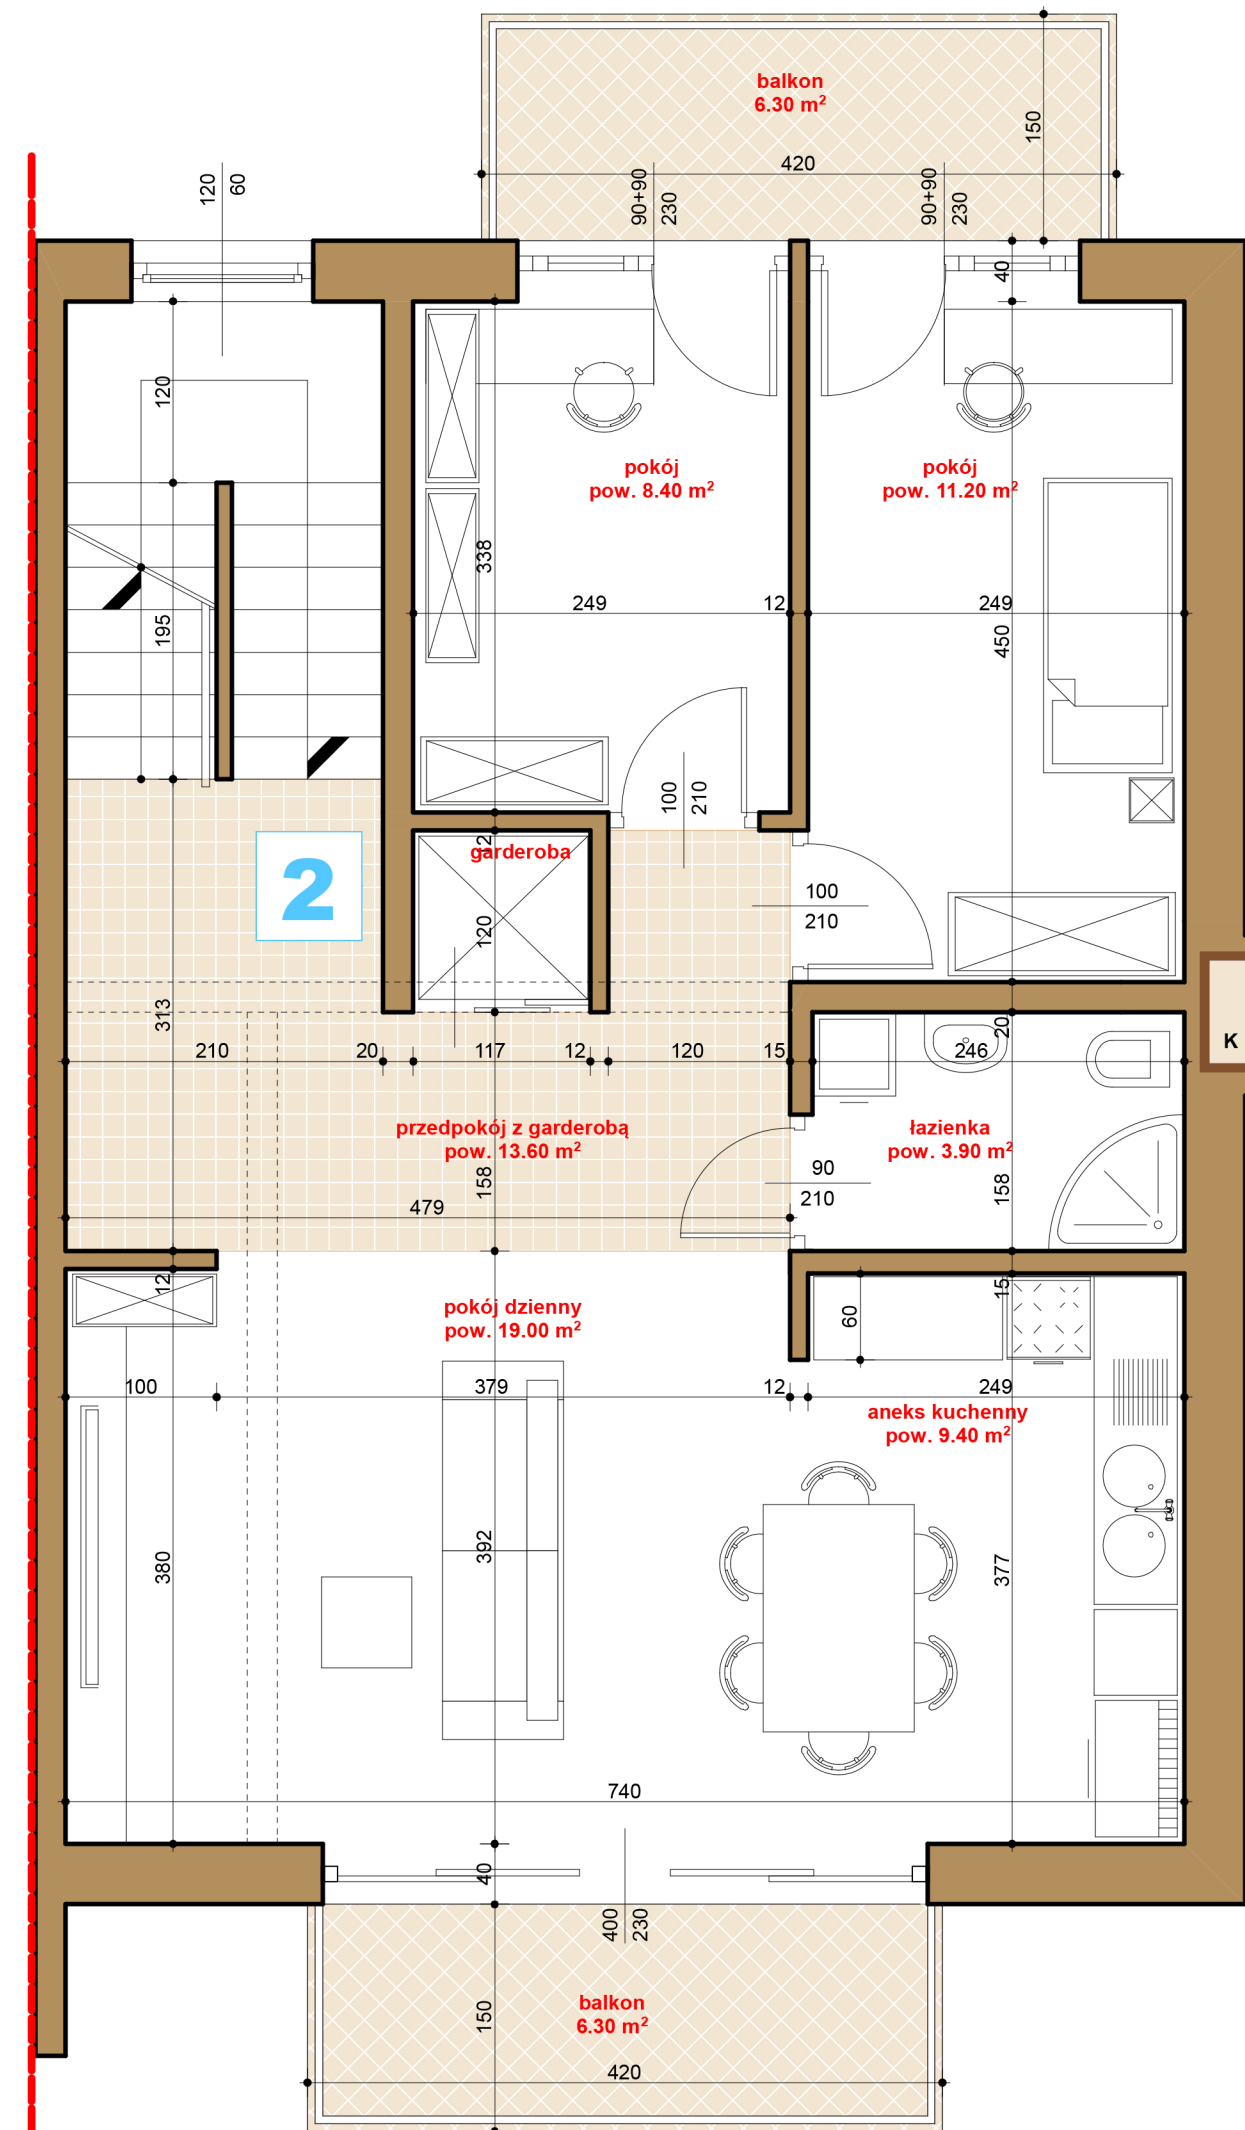 balkon
6.30 m²
150
420
120
60
90+90
230
90+90
230
40
120
pokój
pow. 8.40 m²
pokój
pow. 11.20 m²
338
249
12
249
450
195
100
210
12
garderoba
2
120
100
210
313
20
K
210
20
117
12
120
15
246
przedpokój z garderobą
pow. 13.60 m²
łazienka
pow. 3.90 m²
158
90
210
158
479
12
15
pokój dzienny
pow. 19.00 m²
60
100
379
12
249
aneks kuchenny
pow. 9.40 m²
392
380
377
740
40
400
230
balkon
6.30 m²
150
420